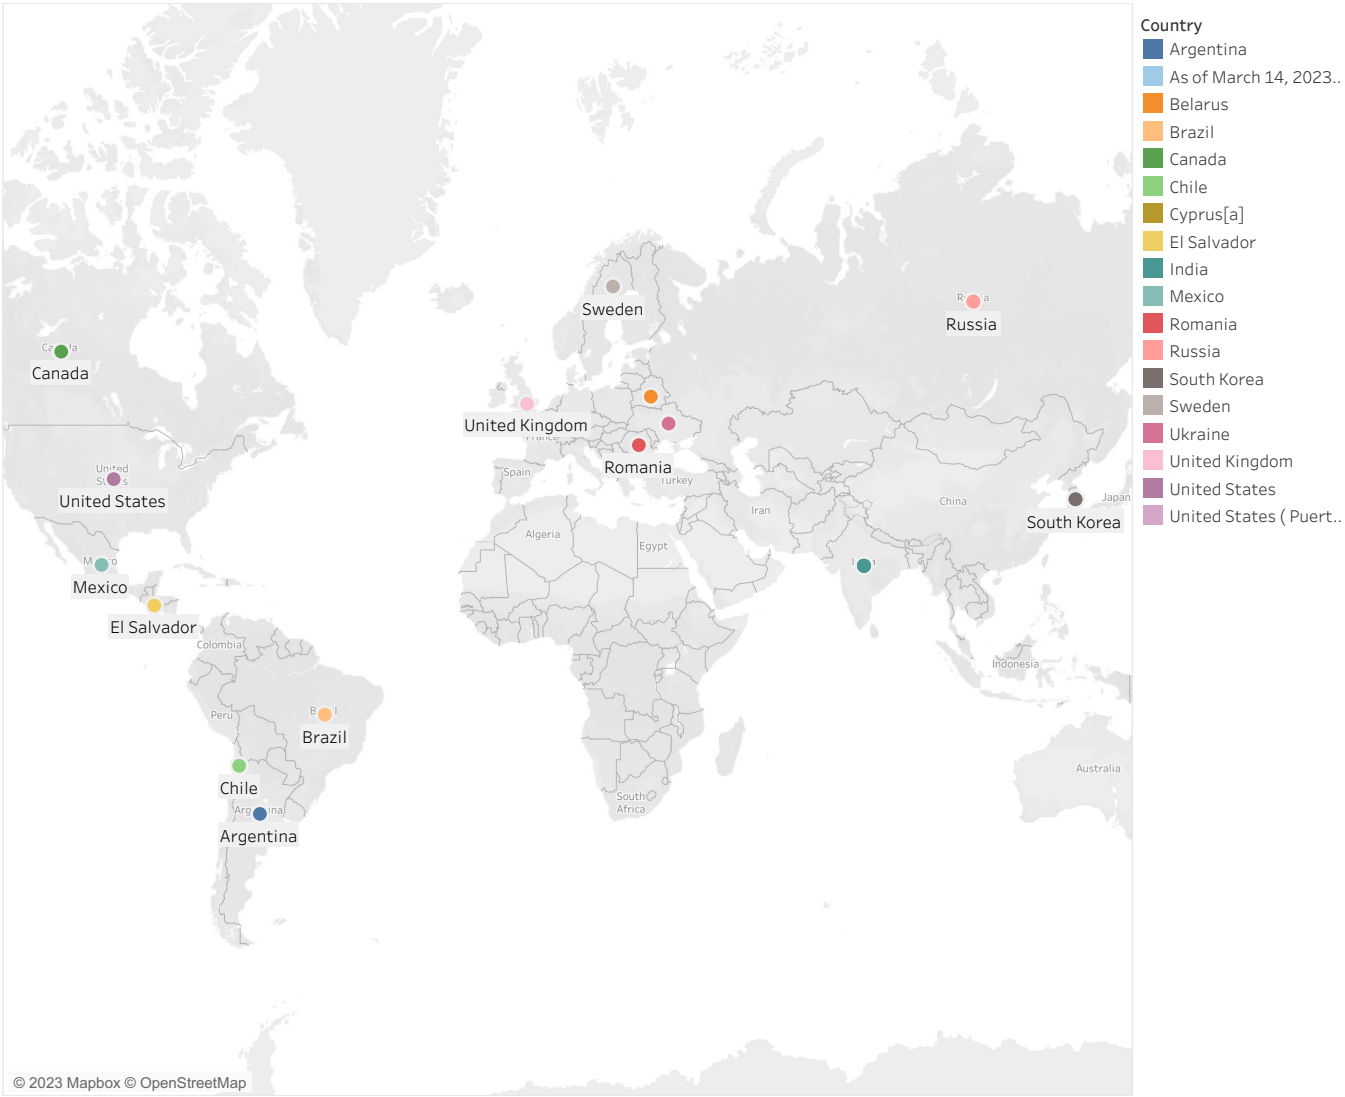 Country
Argentina
As of March 14, 2023..
Belarus
Brazil
Canada
Chile
Cyprus[a]
El Salvador
India
Mexico
Romania
Russia
South Korea
Sweden
Ukraine
United Kingdom
United States
United States ( Puert..
Sweden
Russia
Canada
United Kingdom
France
Romania
Spain
Turkey
United
United States
China
Japan
South Korea
Iran
Algeria
Egypt
Mexico
El Salvador
Colombia
Indonesia
Peru
Brazil
Chile
Australia
South
Africa
Argentina
© 2023 Mapbox © OpenStreetMap